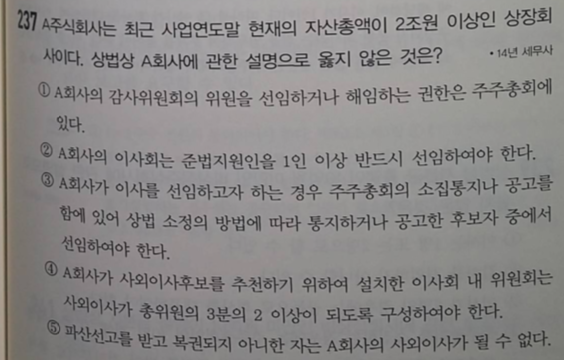 237 A주식회사는 최근 사업연도말 현재의 자산총액이 2조원 이상인 상장회
사이다. 상법상 A회사에 관한 설명으로 옳지 않은 것은? • 14년 세무사
① A회사의 감사위원회의 위원을 선임하거나 해임하는 권한은 주주총회에
있다.
② A회사의 이사회는 준법지원인을 1인 이상 반드시 선임하여야 한다.
③ A회사가 이사를 선임하고자 하는 경우 주주총회의 소집통지나 공고를
함에 있어 상법 소정의 방법에 따라 통지하거나 공고한 후보자 중에서
선임하여야 한다.
④ A회사가 사외이사후보를 추천하기 위하여 설치한 이사회 내 위원회는
사외이사가 총위원의 3분의 2 이상이 되도록 구성하여야 한다.
⑤ 파산선고를 받고 복권되지 아니한 자는 A회사의 사외이사가 될 수 없다.